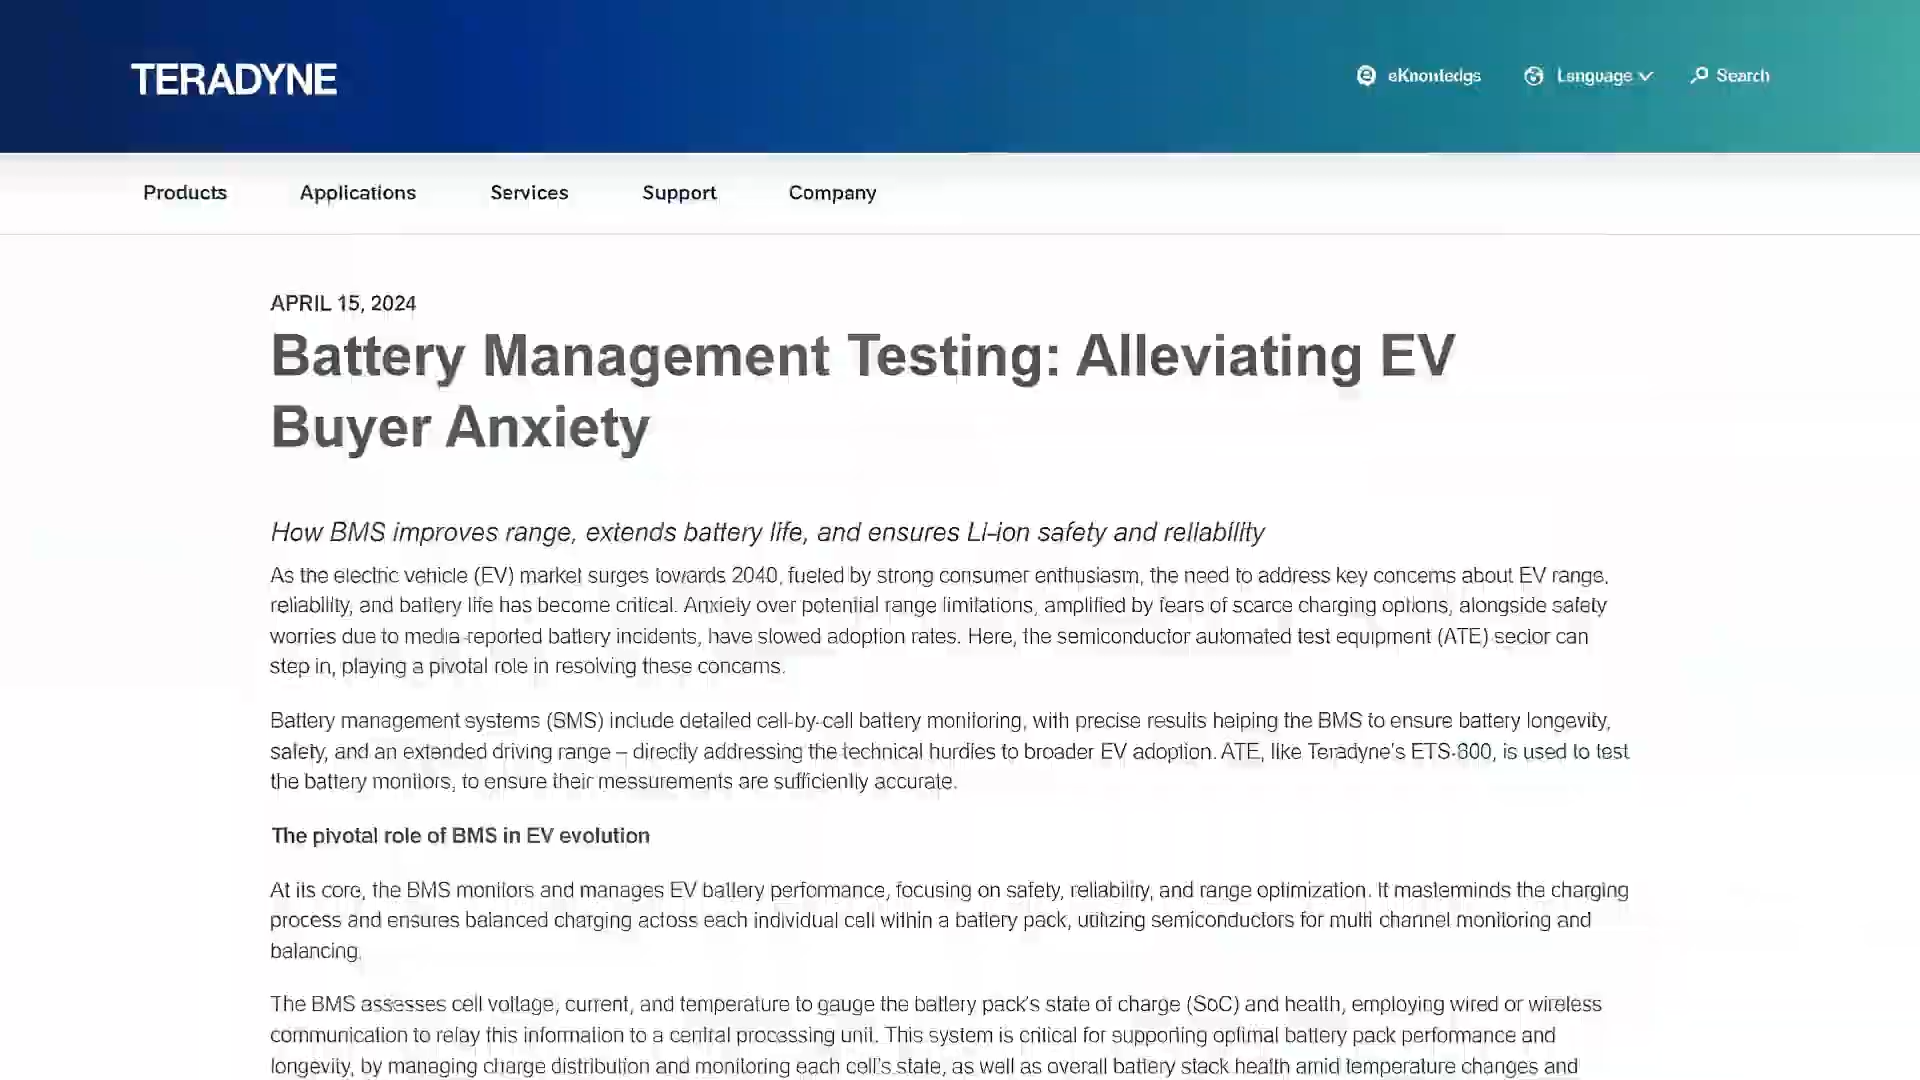 TERADYNE
eKnowledge Language Search
Products Applications Services Support Company
APRIL 15, 2024
Battery Management Testing: Alleviating EV
Buyer Anxiety
How BMS improves range, extends battery life, and ensures Li-ion safety and reliability
As the electric vehicle (EV) market surges towards 2040, fueled by strong consumer enthusiasm, the need to address key concerns about EV range,
reliability, and battery life has become critical. Anxiety over potential range limitations, amplified by fears of scarce charging options, alongside safety
worries due to media-reported battery incidents, have slowed adoption rates. Here, the semiconductor automated test equipment (ATE) sector can
step in, playing a pivotal role in resolving these concerns.
Battery management systems (BMS) include detailed cell-by-cell battery monitoring, with precise results helping the BMS to ensure battery longevity,
safety, and an extended driving range – directly addressing the technical hurdles to broader EV adoption. ATE, like Teradyne's ETS-800, is used to test
the battery monitors, to ensure their measurements are sufficiently accurate.
The pivotal role of BMS in EV evolution
At its core, the BMS monitors and manages EV battery performance, focusing on safety, reliability, and range optimization. It masterminds the charging
process and ensures balanced charging across each individual cell within a battery pack, utilizing semiconductors for multi channel monitoring and
balancing.
The BMS assesses cell voltage, current, and temperature to gauge the battery pack's state of charge (SoC) and health, employing wired or wireless
communication to relay this information to a central processing unit. This system is critical for supporting optimal battery pack performance and
longevity, by managing charge distribution and monitoring each cell's state, as well as overall battery stack health amid temperature changes and